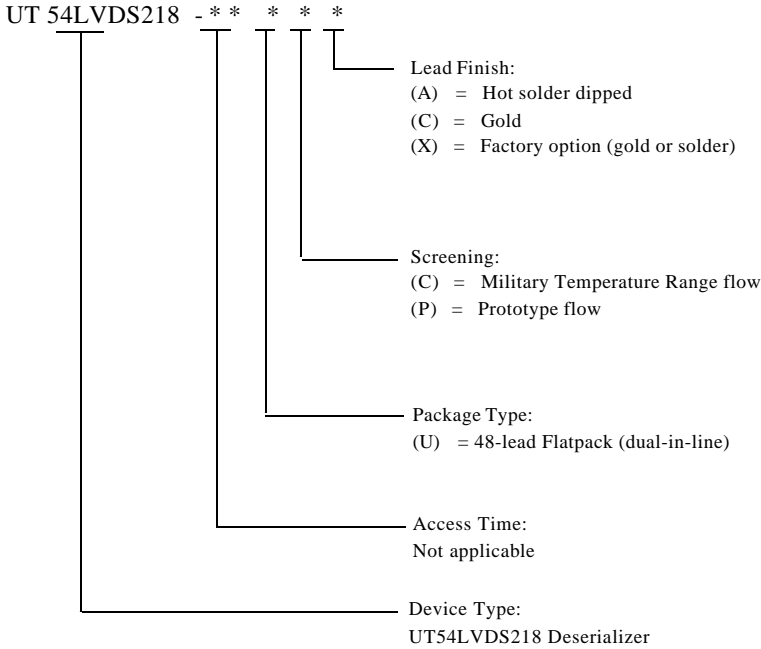 UT 54LVDS218 - * * * * *
Lead Finish:
(A) = Hot solder dipped
(C) = Gold
(X) = Factory option (gold or solder)
Screening:
(C) = Military Temperature Range flow
(P) = Prototype flow
Package Type:
(U) = 48-lead Flatpack (dual-in-line)
Access Time:
Not applicable
Device Type:
UT54LVDS218 Deserializer